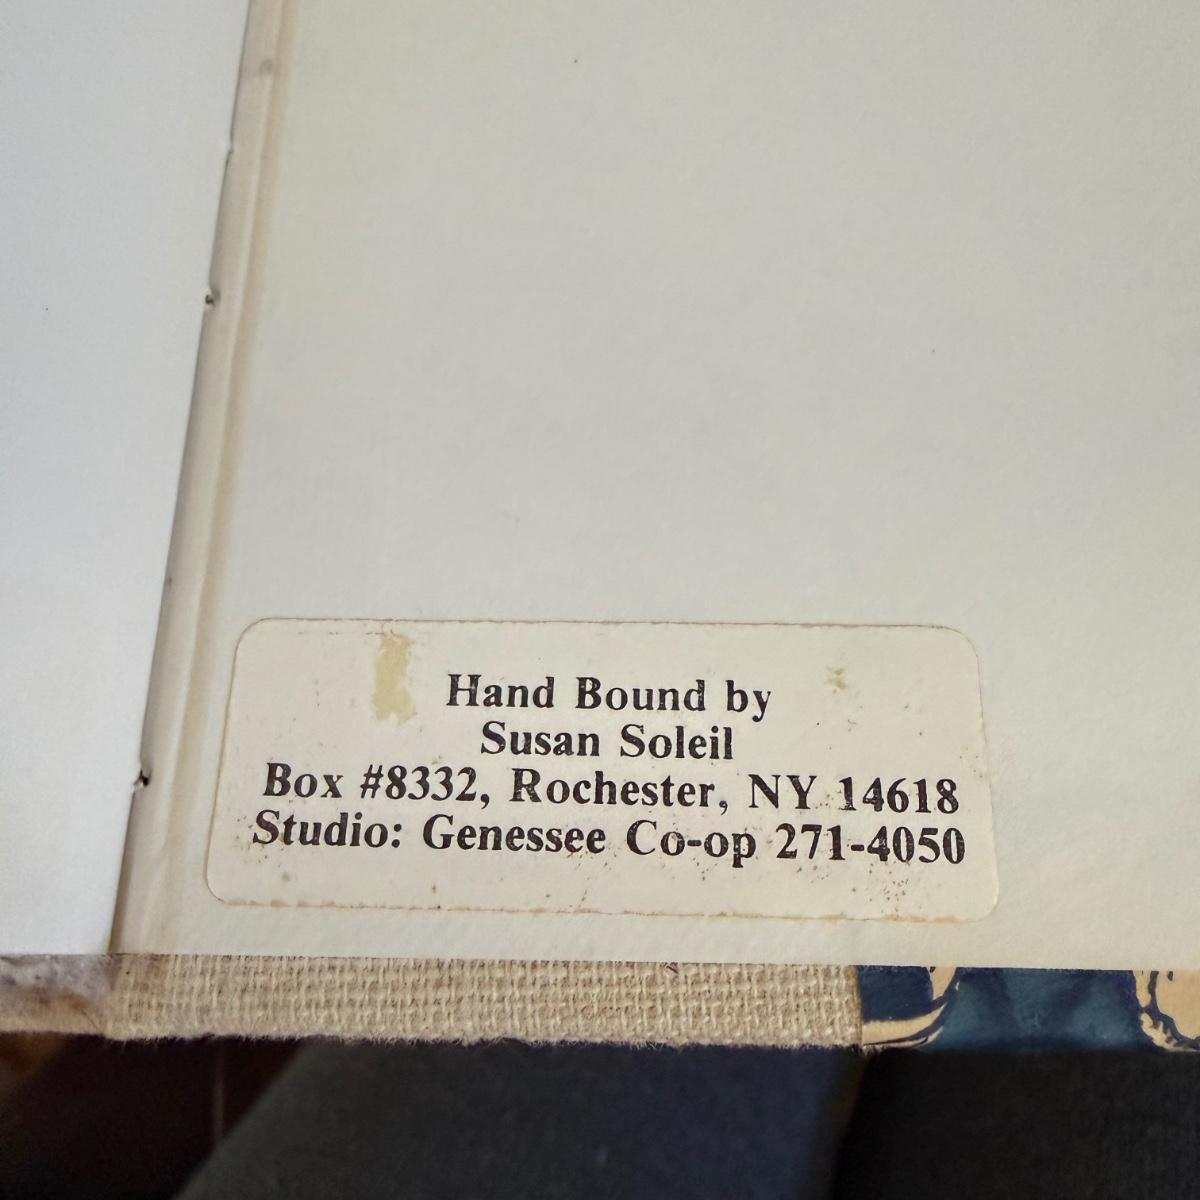 Hand Bound by
Susan Soleil
Box #8332, Rochester, NY 14618
Studio: Genessee Co-op 271-4050